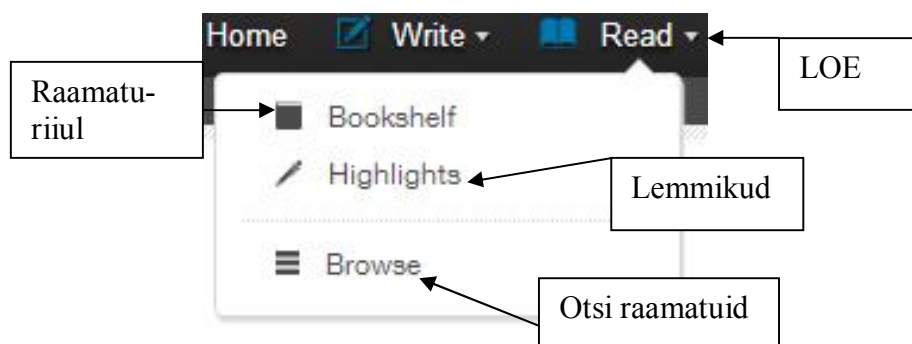 Home Write Read
LOE
Raamatu-
riiul
Bookshelf
Highlights
Lemmikud
Browse
Otsi raamatuid